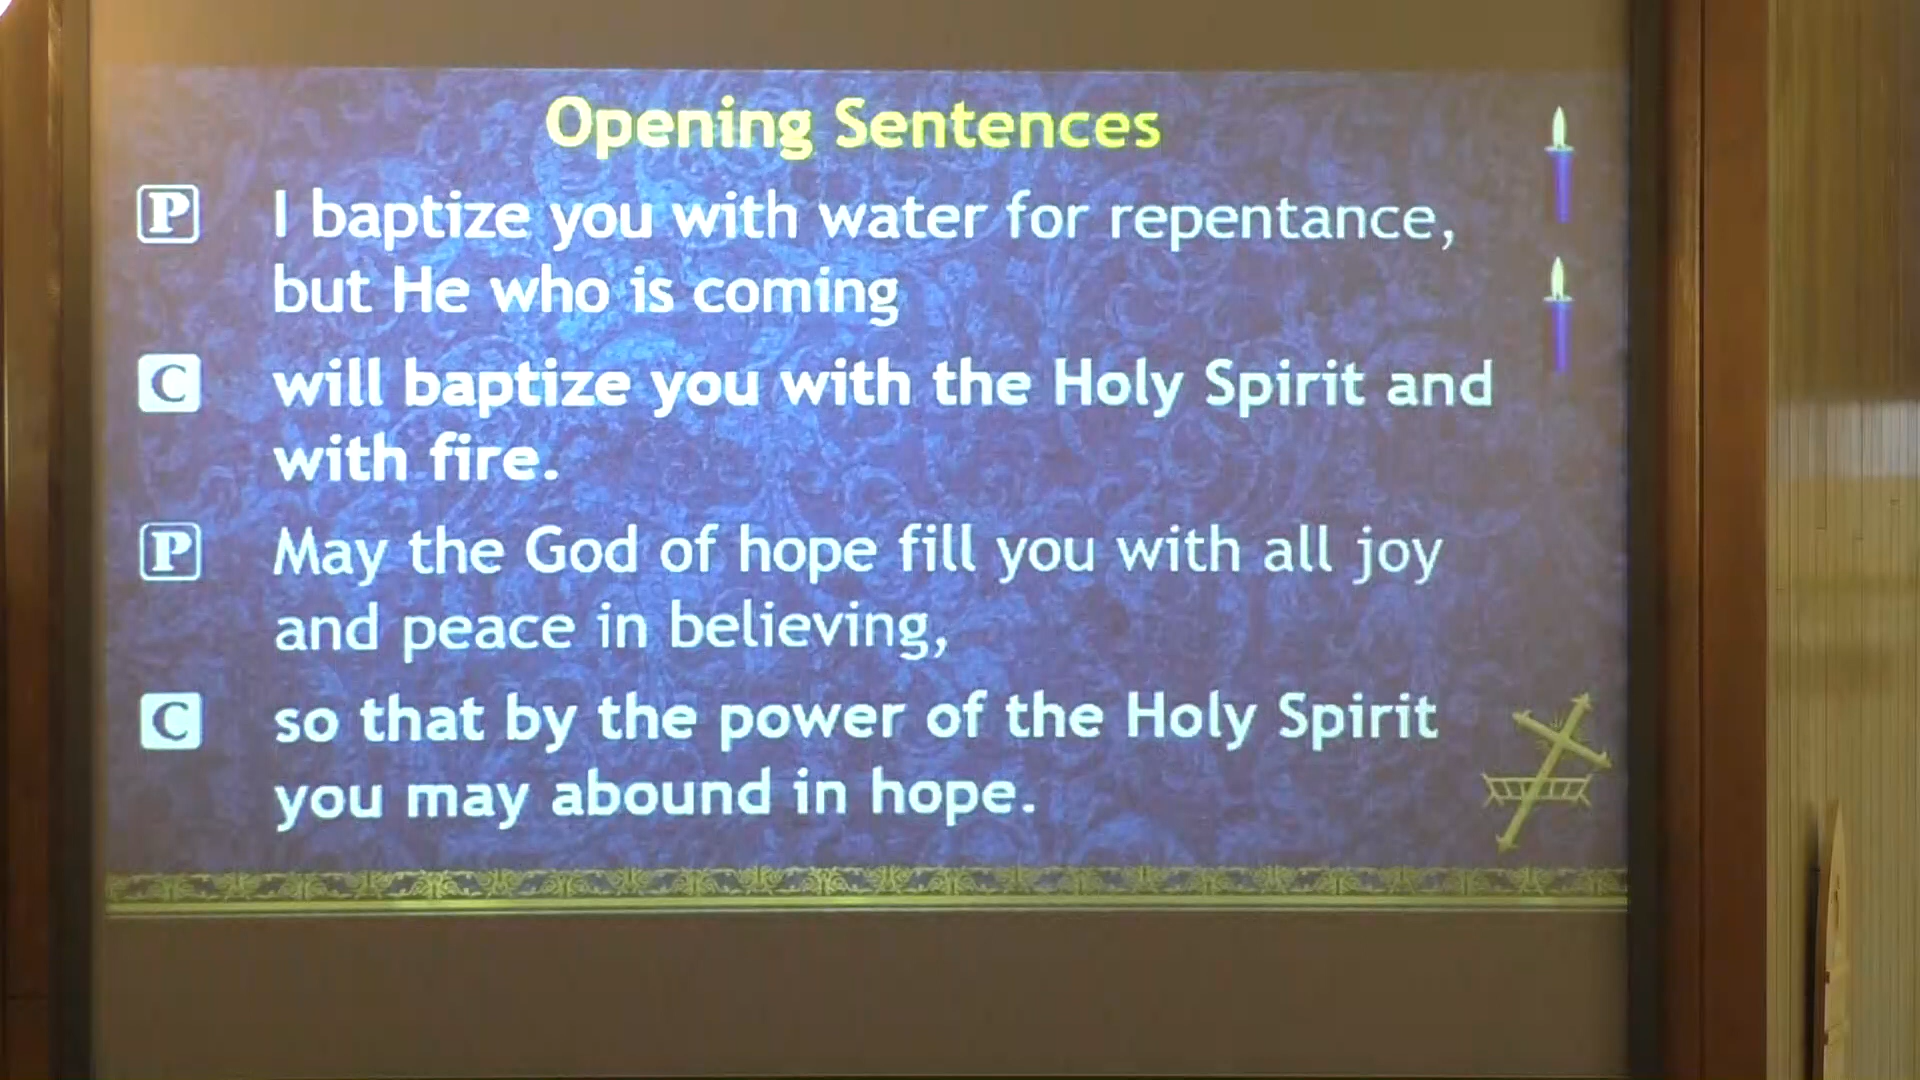 Opening Sentences
P I baptize you with water for repentance,
but He who is coming
C will baptize you with the Holy Spirit and
with fire.
P May the God of hope fill you with all joy
and peace in believing,
C so that by the power of the Holy Spirit
you may abound in hope.